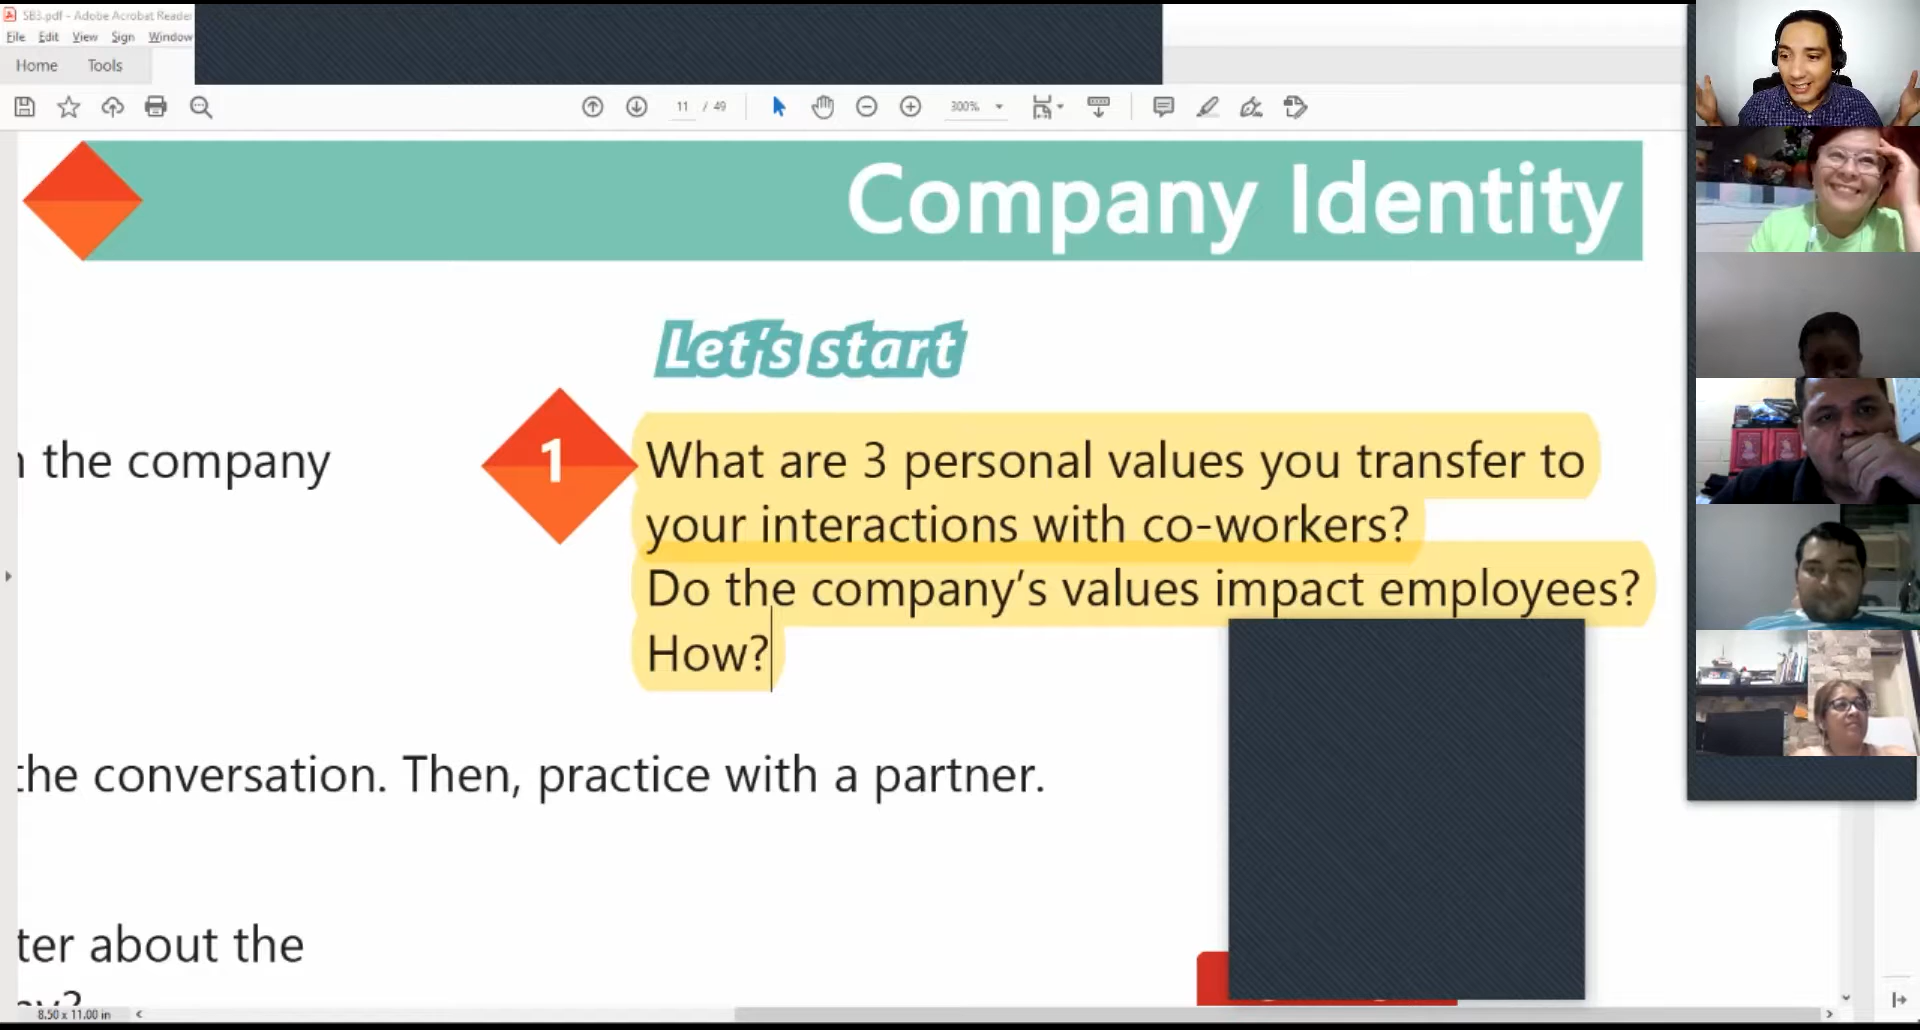 SB3.pdf - Adobe Acrobat Reader
File Edit View Sign Window
Home Tools
11 / 49
300%
Company Identity
Let's start
the company
1
What are 3 personal values you transfer to
your interactions with co-workers?
Do the company's values impact employees?
How?
the conversation. Then, practice with a partner.
about the
8.50 x 11.00 in